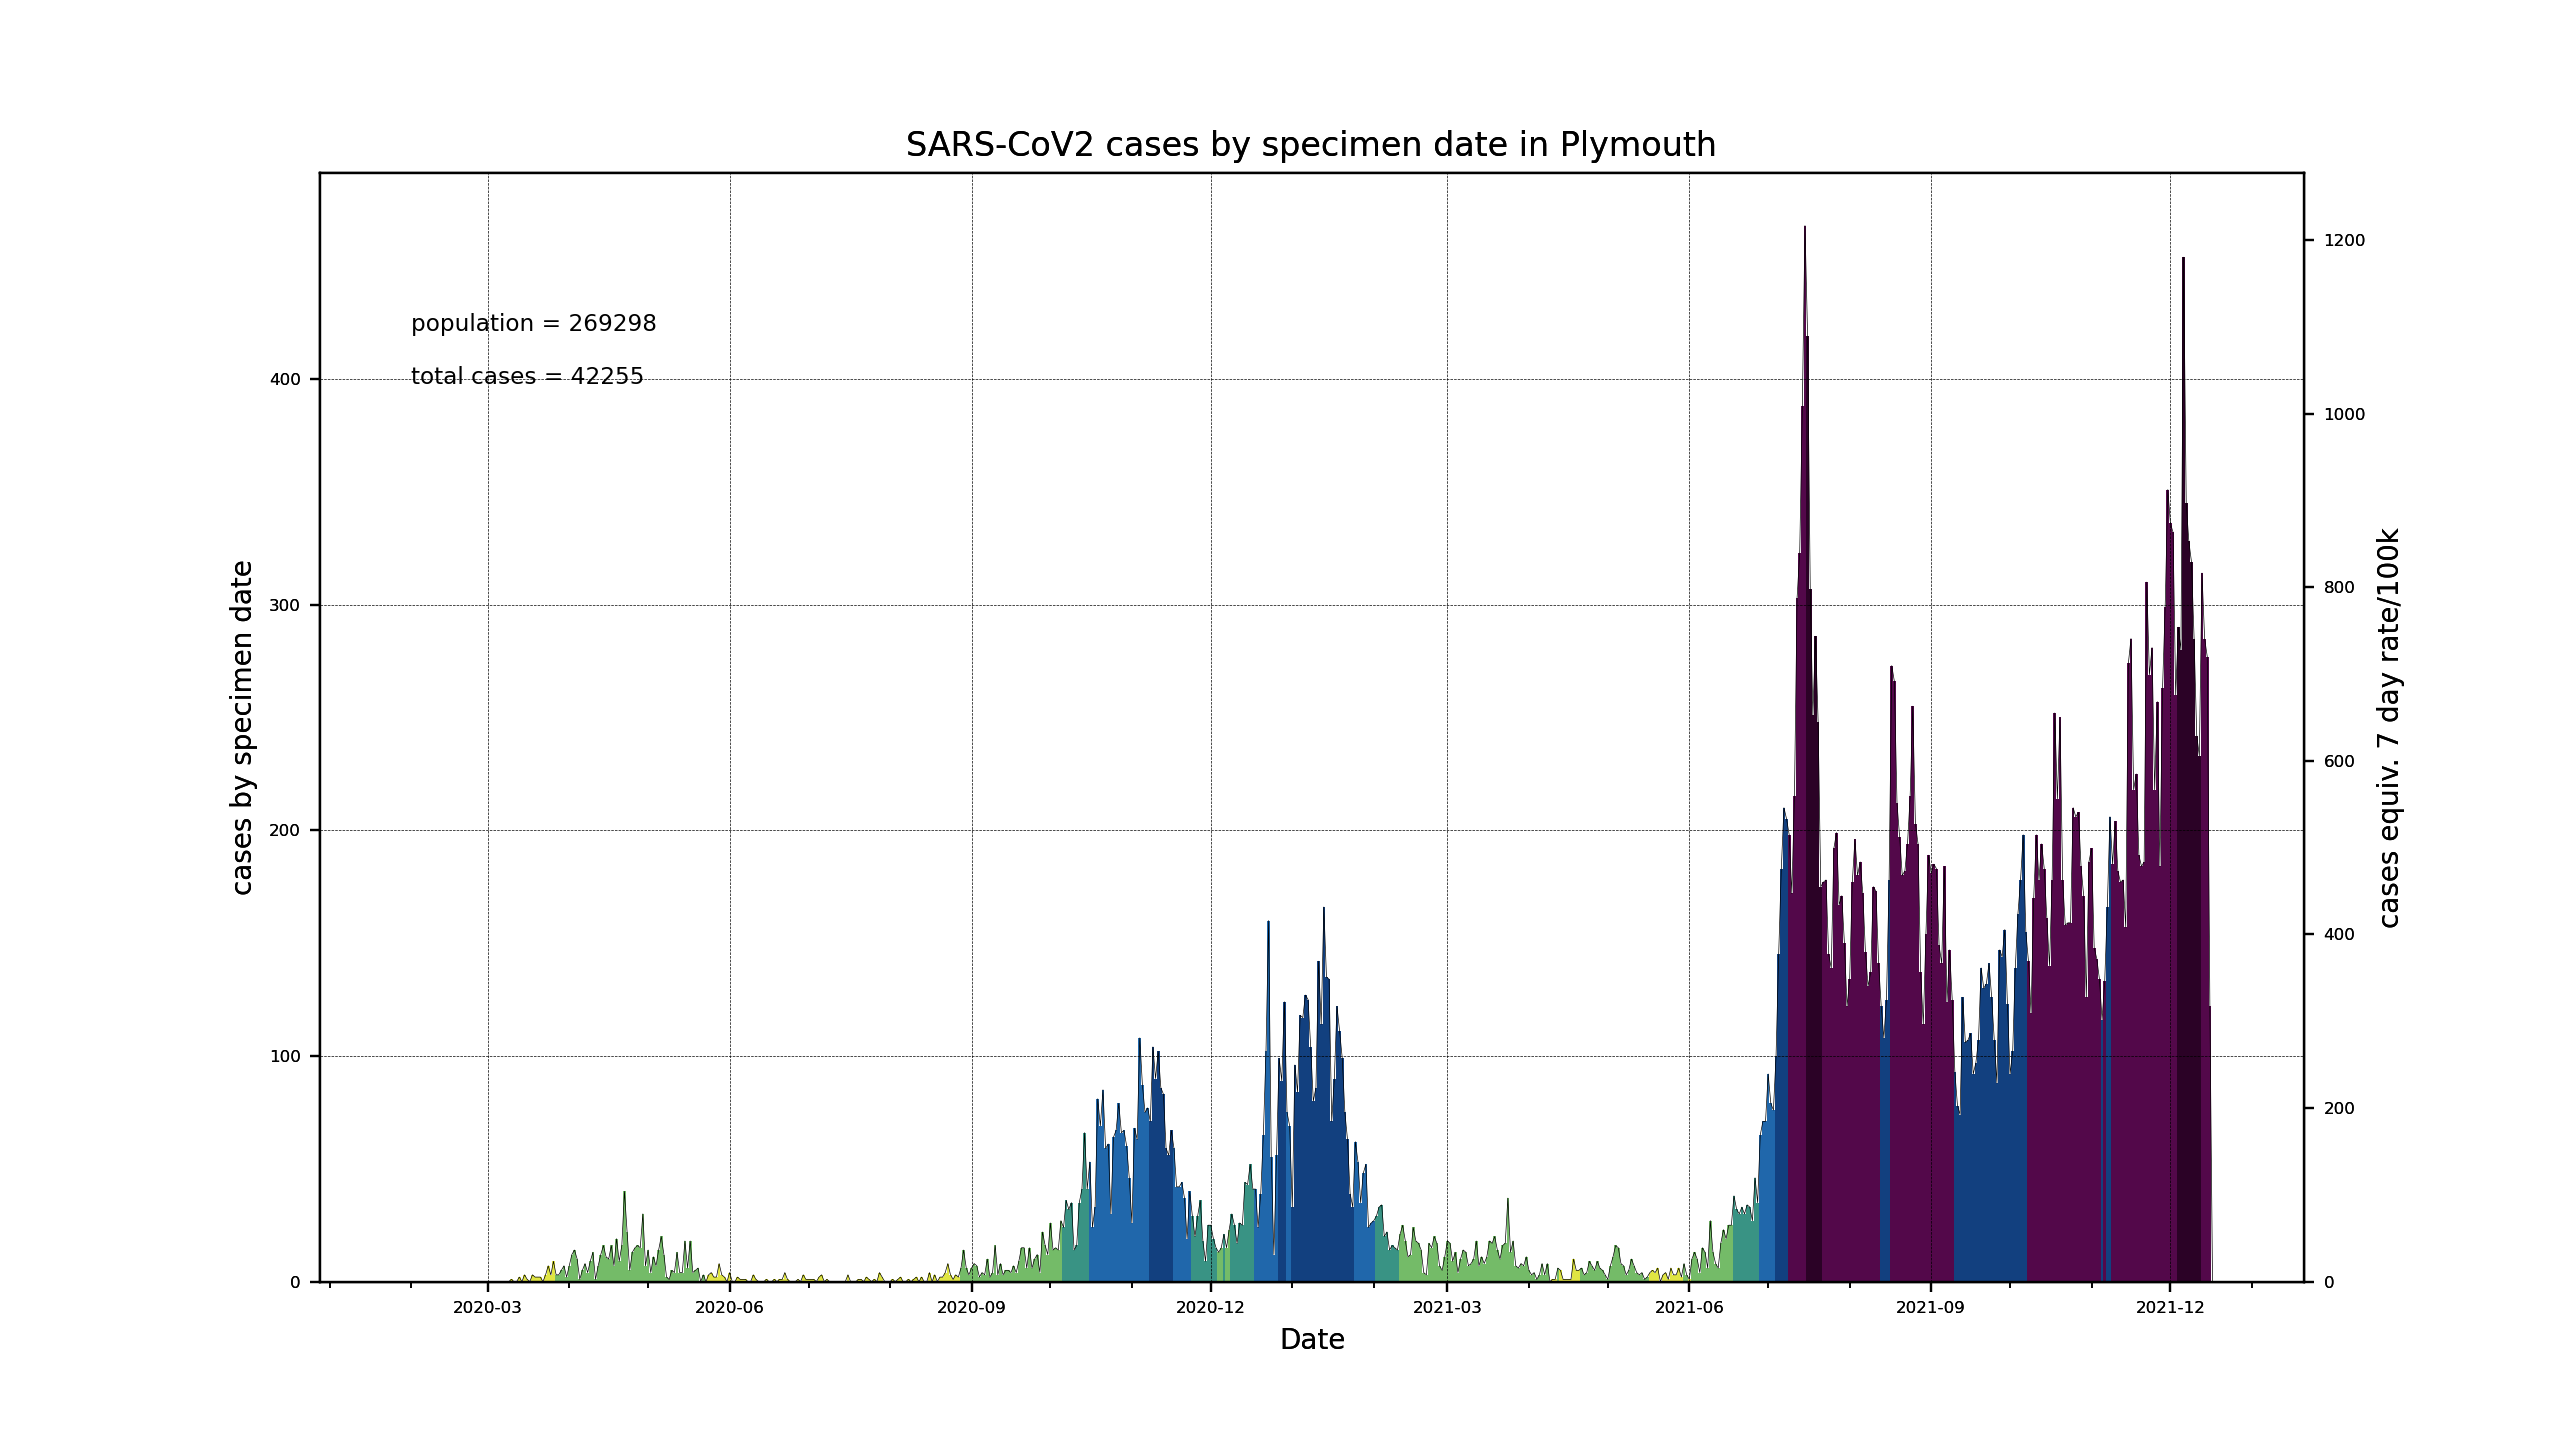 SARS-CoV2 cases by specimen date in Plymouth
population = 269298
total cases = 42255
cases by specimen date
400
300
200
100
0
1200
1000
800
600
400
200
0
cases equiv. 7 day rate/100k
2020-03 2020-06 2020-09 2020-12 2021-03 2021-06 2021-09 2021-12
Date